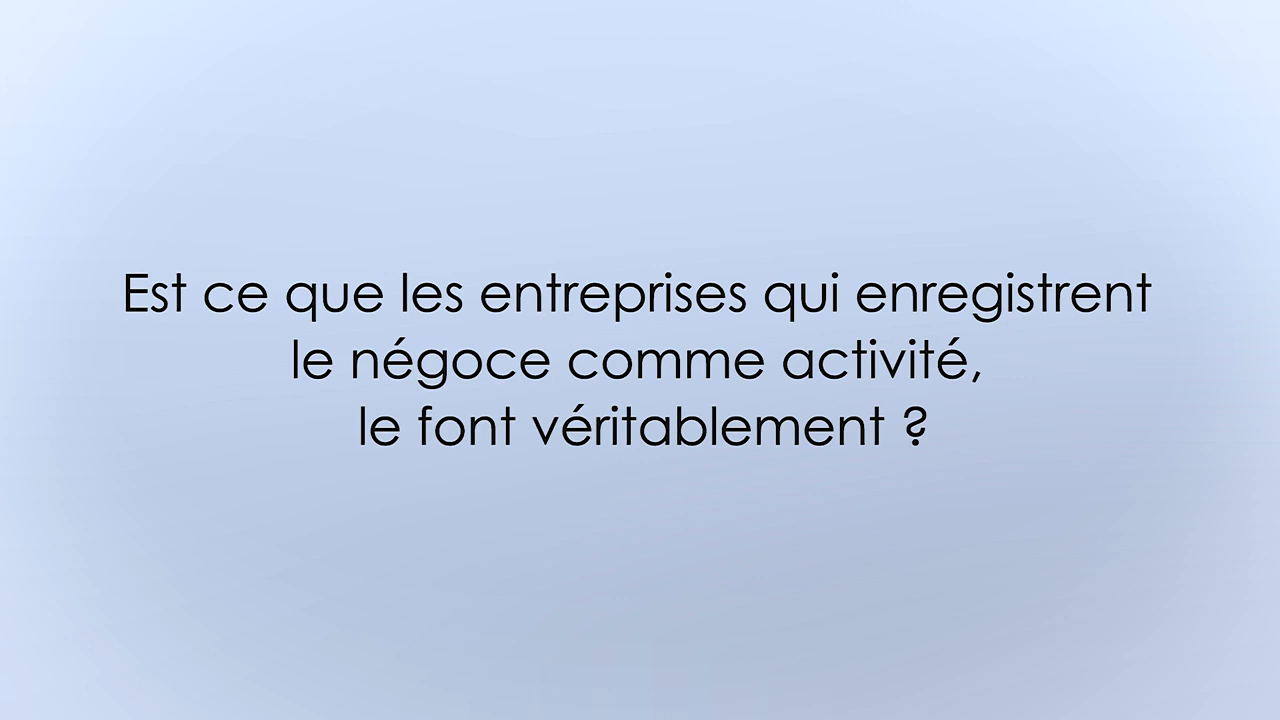 Est ce que les entreprises qui enregistrent
le négoce comme activité,
le font véritablement ?